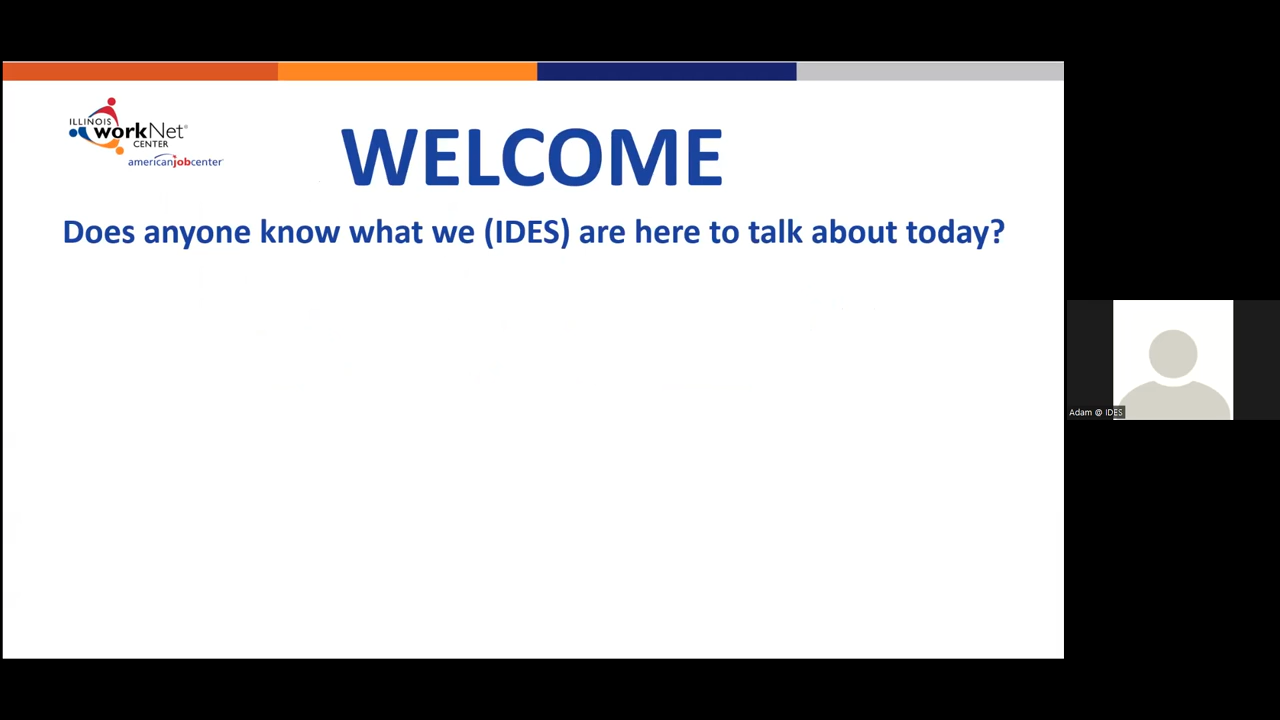 ILLINOIS
workNet®
CENTER
americanjobcenter
WELCOME
Does anyone know what we (IDES) are here to talk about today?
Adam @ IDES